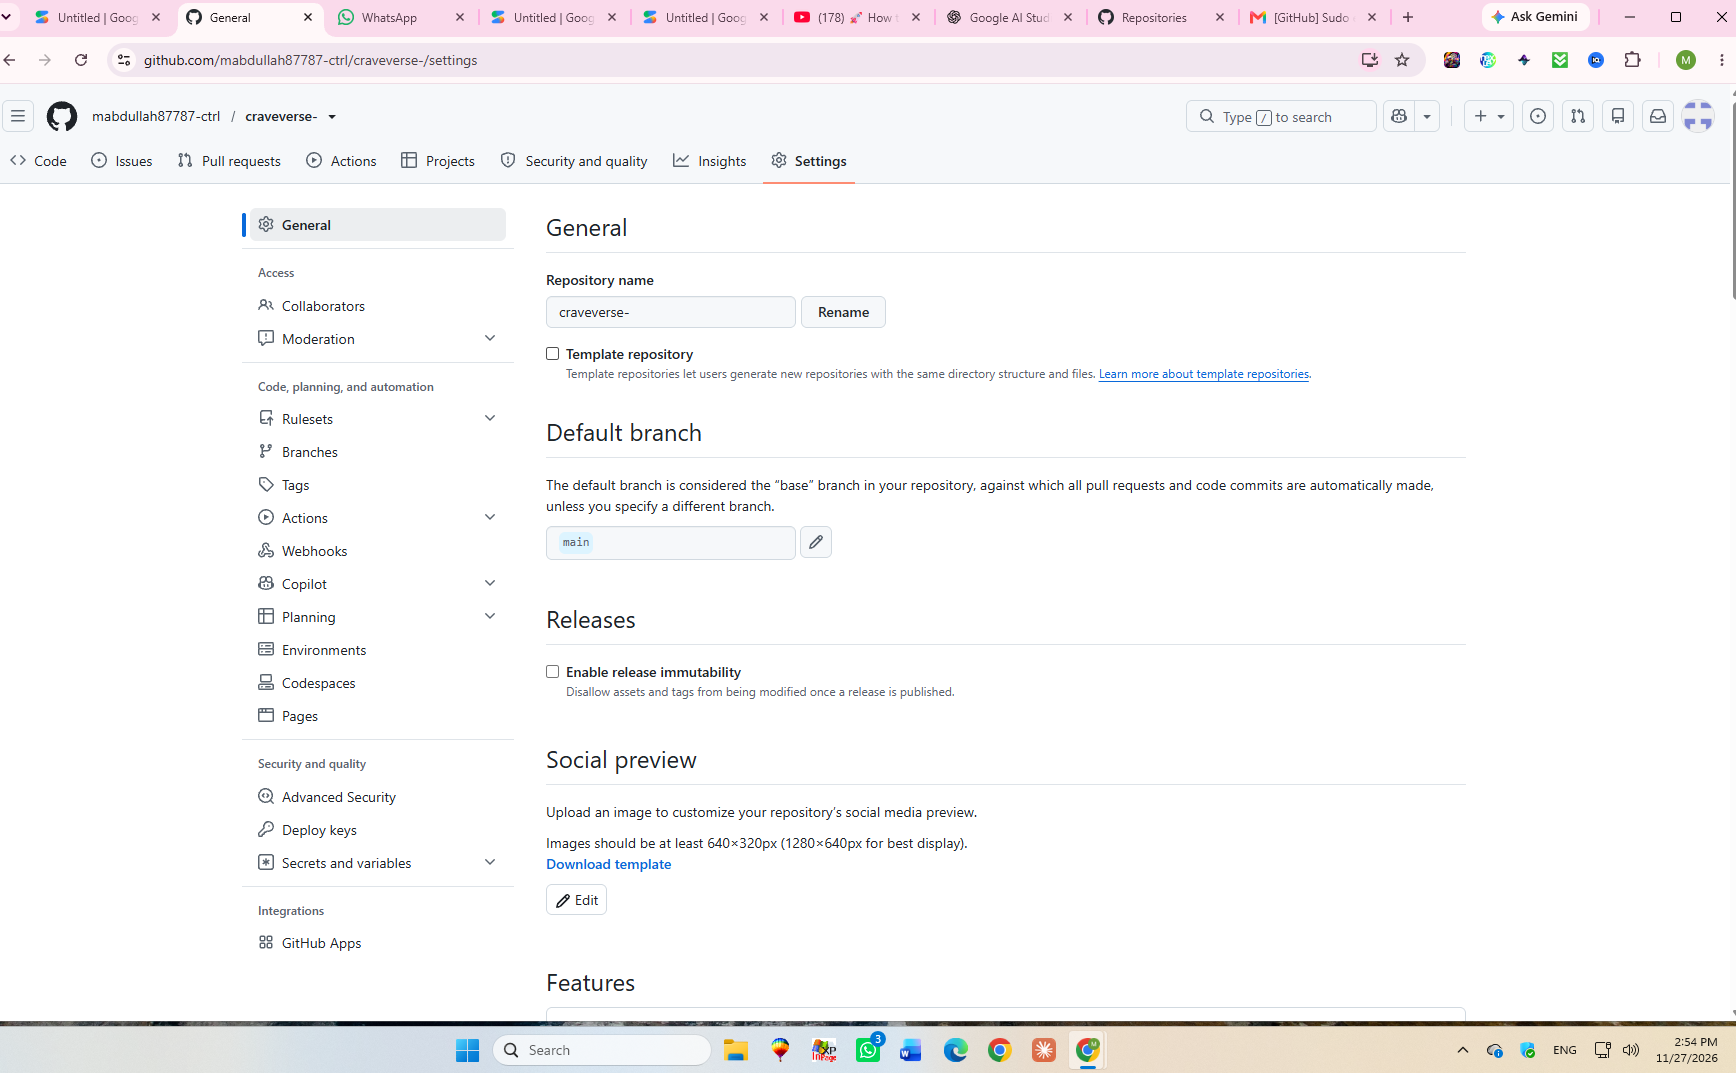 Untitled | Goog
General
WhatsApp
Untitled | Goog
Untitled | Goog
(178) 🚀 How t
Google AI Stud
Repositories
[GitHub] Sudo
Ask Gemini
github.com/mabdullah87787-ctrl/craveverse-/settings
M
mabdullah87787-ctrl / craveverse-
Type / to search
Code
Issues
Pull requests
Actions
Projects
Security and quality
Insights
Settings
General
Access
Collaborators
Moderation
Code, planning, and automation
Rulesets
Branches
Tags
Actions
Webhooks
Copilot
Planning
Environments
Codespaces
Pages
Security and quality
Advanced Security
Deploy keys
Secrets and variables
Integrations
GitHub Apps
General
Repository name
craveverse-
Rename
Template repository
Template repositories let users generate new repositories with the same directory structure and files. Learn more about template repositories.
Default branch
The default branch is considered the “base” branch in your repository, against which all pull requests and code commits are automatically made,
unless you specify a different branch.
main
Releases
Enable release immutability
Disallow assets and tags from being modified once a release is published.
Social preview
Upload an image to customize your repository’s social media preview.
Images should be at least 640×320px (1280×640px for best display).
Download template
Edit
Features
Search
3
ENG
2:54 PM
11/27/2026